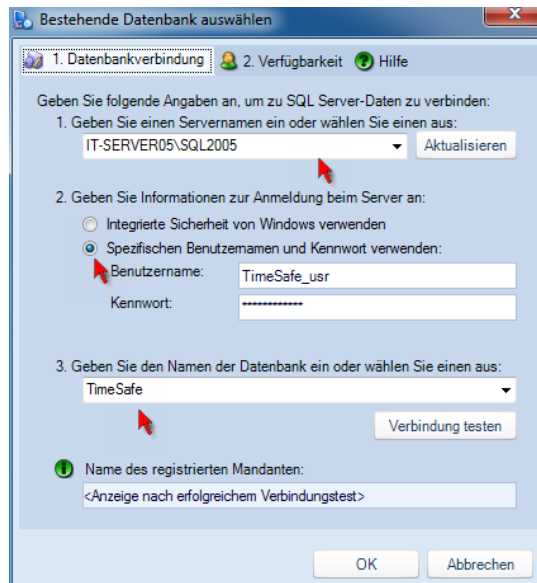 Bestehende Datenbank auswählen
1. Datenbankverbindung 2. Verfügbarkeit Hilfe
Geben Sie folgende Angaben an, um zu SQL Server-Daten zu verbinden:
1. Geben Sie einen Servernamen ein oder wählen Sie einen aus:
IT-SERVER05\SQL2005 Aktualisieren
2. Geben Sie Informationen zur Anmeldung beim Server an:
Integrierte Sicherheit von Windows verwenden
Spezifischen Benutzernamen und Kennwort verwenden:
Benutzername: TimeSafe_usr
Kennwort: ************
3. Geben Sie den Namen der Datenbank ein oder wählen Sie einen aus:
TimeSafe
Verbindung testen
Name des registrierten Mandanten:
<Anzeige nach erfolgreichem Verbindungstest>
OK Abbrechen